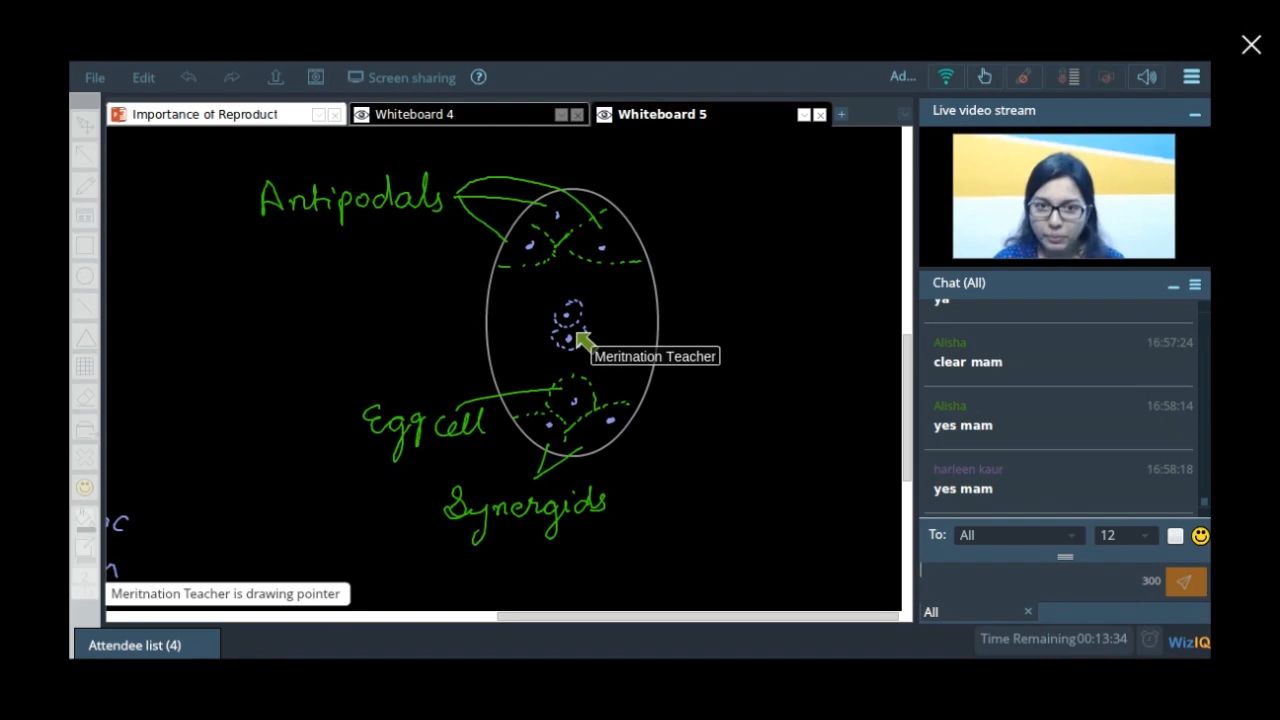 File Edit Screen sharing ? Ad...
Importance of Reproduct Whiteboard 4 Whiteboard 5 +
Live video stream
Antipodals
Meritnation Teacher
Egg cell
Synergids
Meritnation Teacher is drawing pointer
Chat (All)
ya
Alisha 16:57:24
clear mam
Alisha 16:58:14
yes mam
harleen kaur 16:58:18
yes mam
To: All 12
300
All
Attendee list (4)
Time Remaining00:13:34
WizIQ